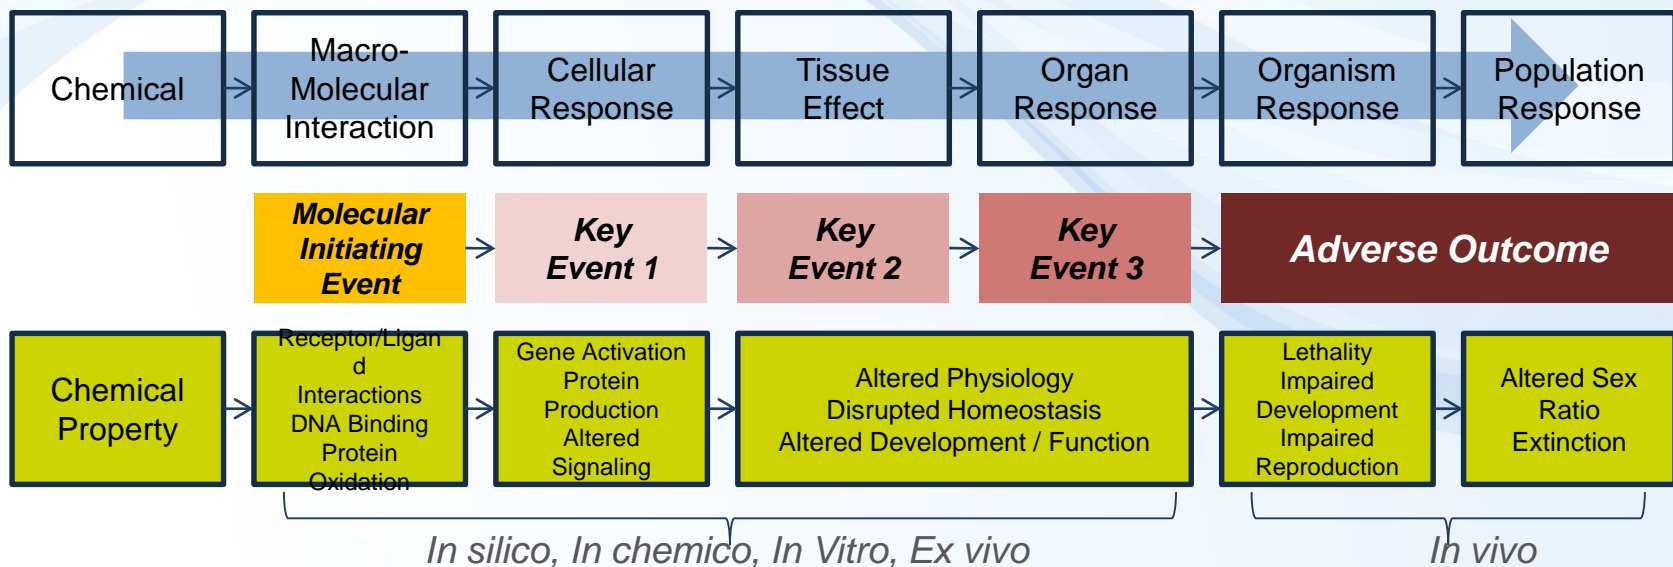 Chemical
Macro-
Molecular
Interaction
Cellular
Response
Tissue
Effect
Organ
Response
Organism
Response
Population
Response
Molecular
Initiating
Event
Key
Event 1
Key
Event 2
Key
Event 3
Adverse Outcome
Chemical
Property
Receptor/Ligan
d
Interactions
DNA Binding
Protein
Oxidation
Gene Activation
Protein
Production
Altered
Signaling
Altered Physiology
Disrupted Homeostasis
Altered Development / Function
Lethality
Impaired
Development
Impaired
Reproduction
Altered Sex
Ratio
Extinction
In silico, In chemico, In Vitro, Ex vivo
In vivo